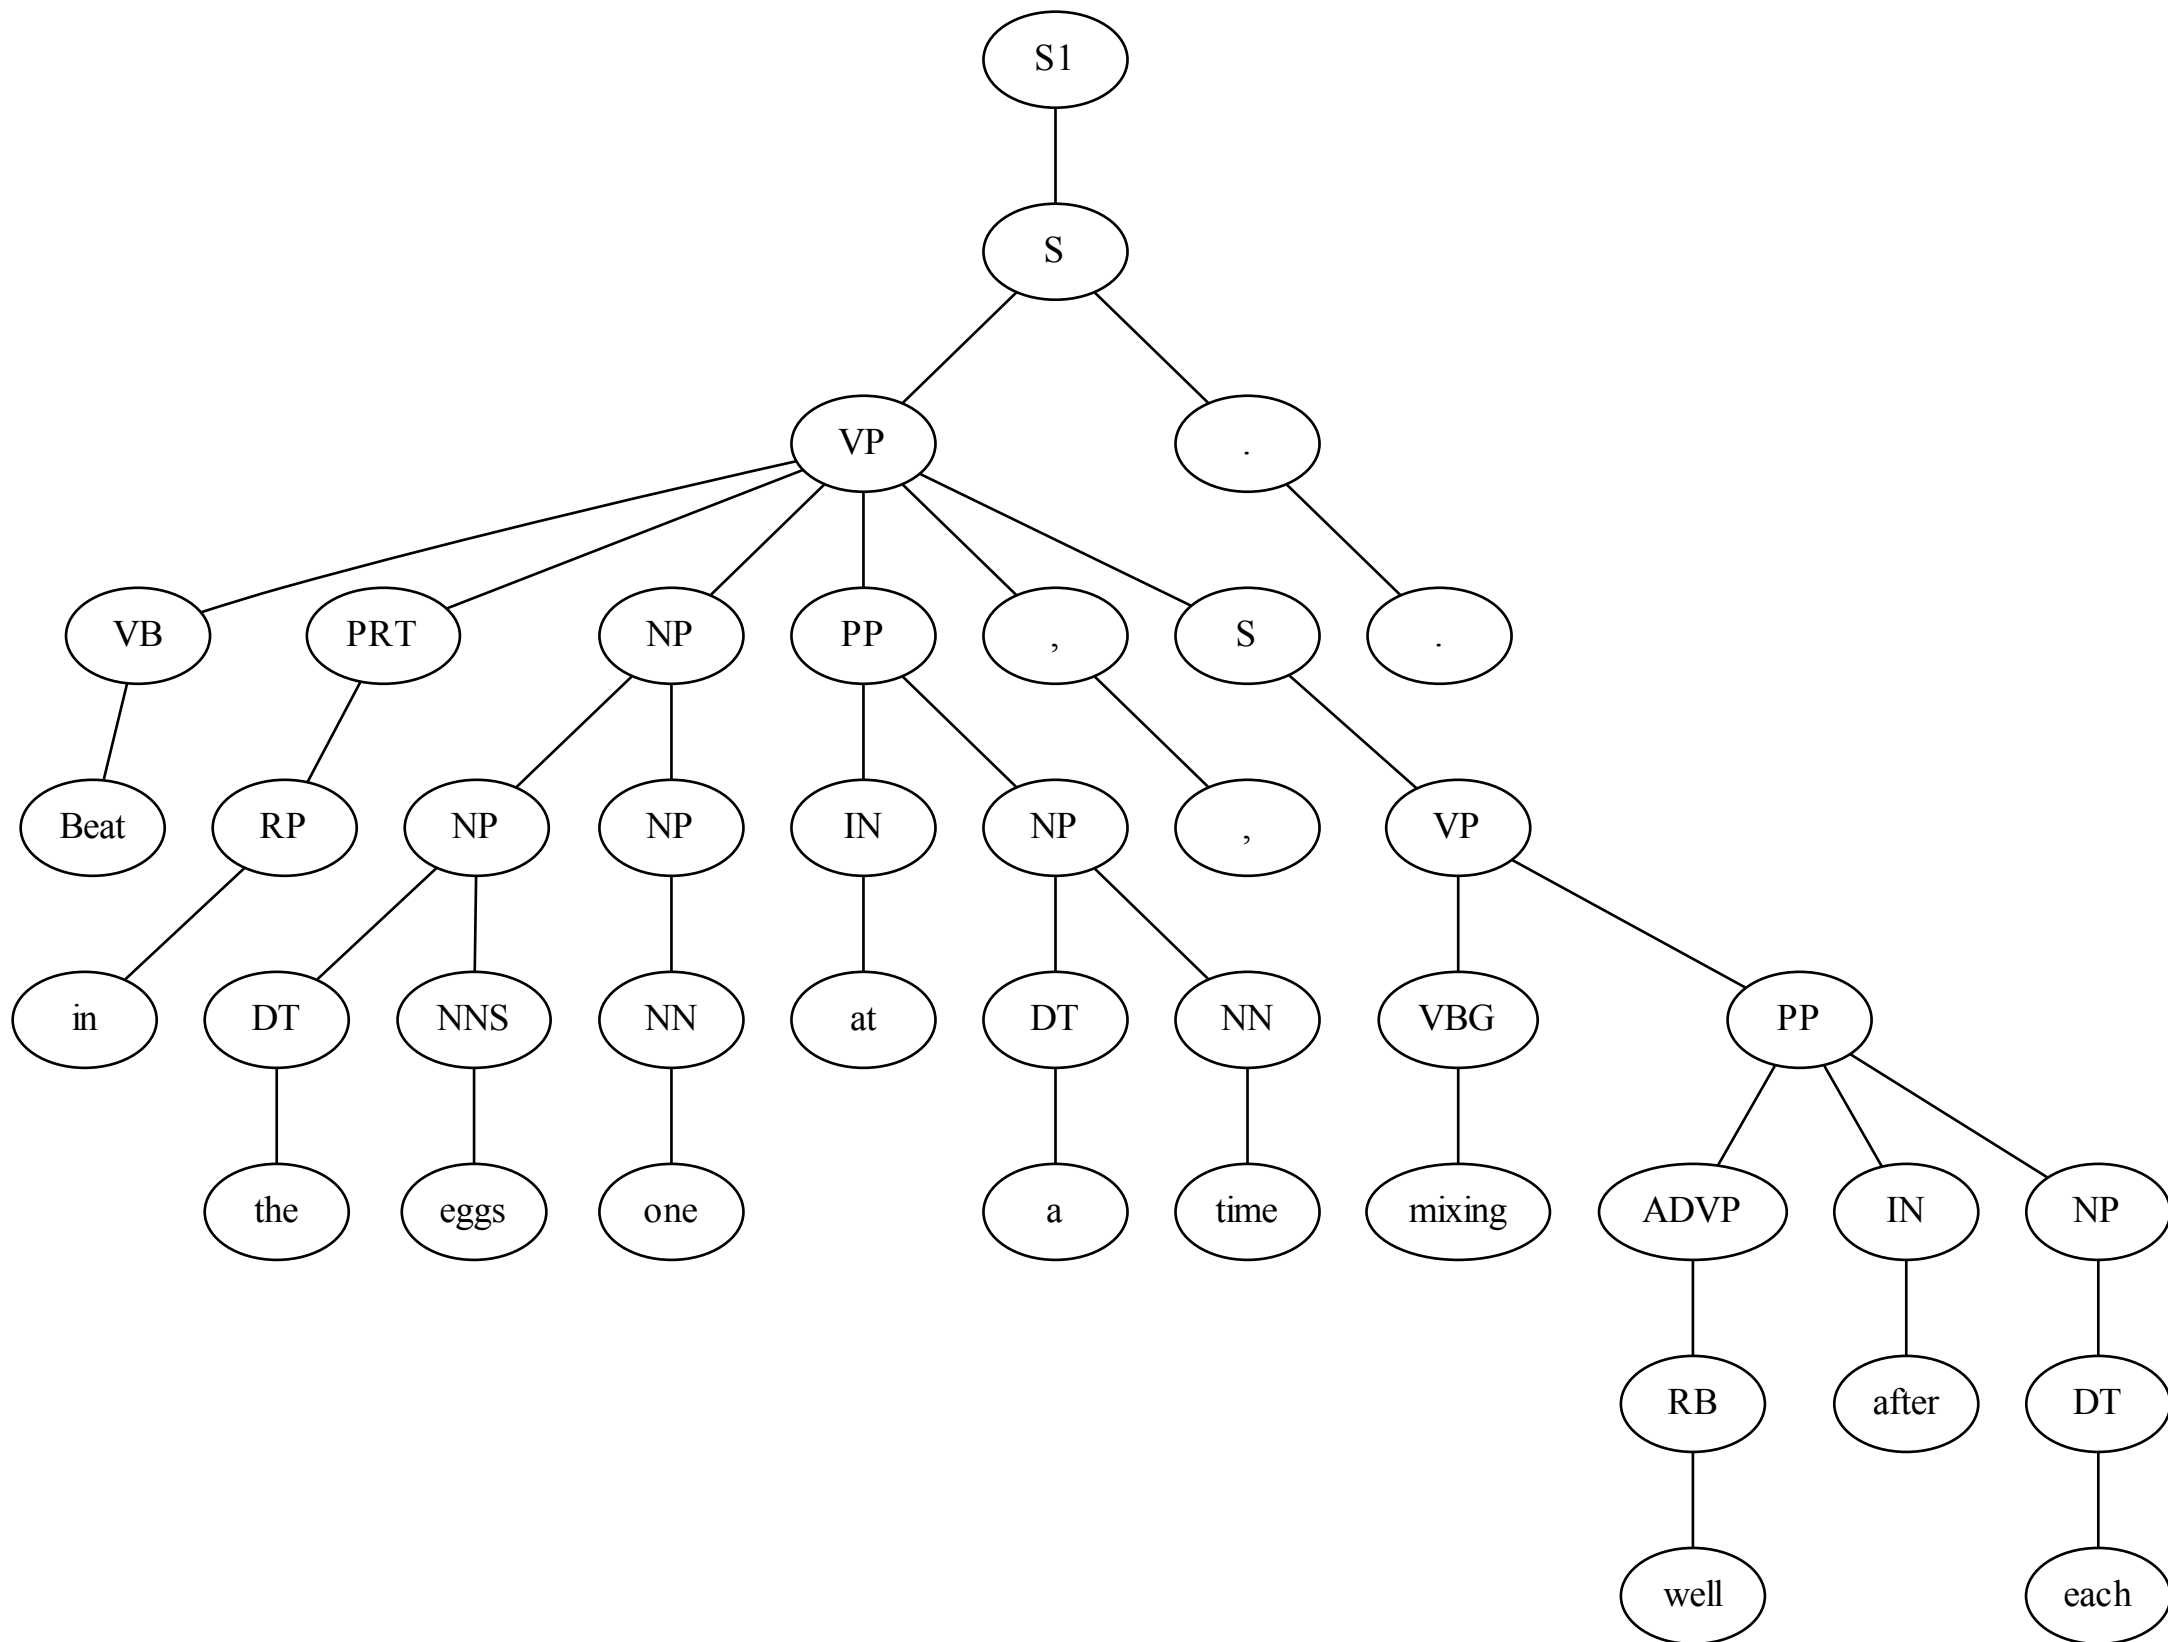 S1
S
VP .
VB PRT NP PP , S .
Beat RP NP NP IN NP , VP
in DT NNS NN at DT NN VBG PP
the eggs one a time mixing ADVP IN NP
RB after DT
well each